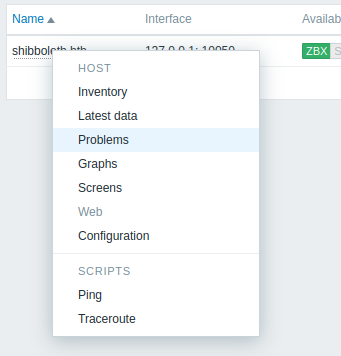 Name Interface Availab
shibboleth.htb 127.0.0.1: 10050 ZBX S
HOST
Inventory
Latest data
Problems
Graphs
Screens
Web
Configuration
SCRIPTS
Ping
Traceroute